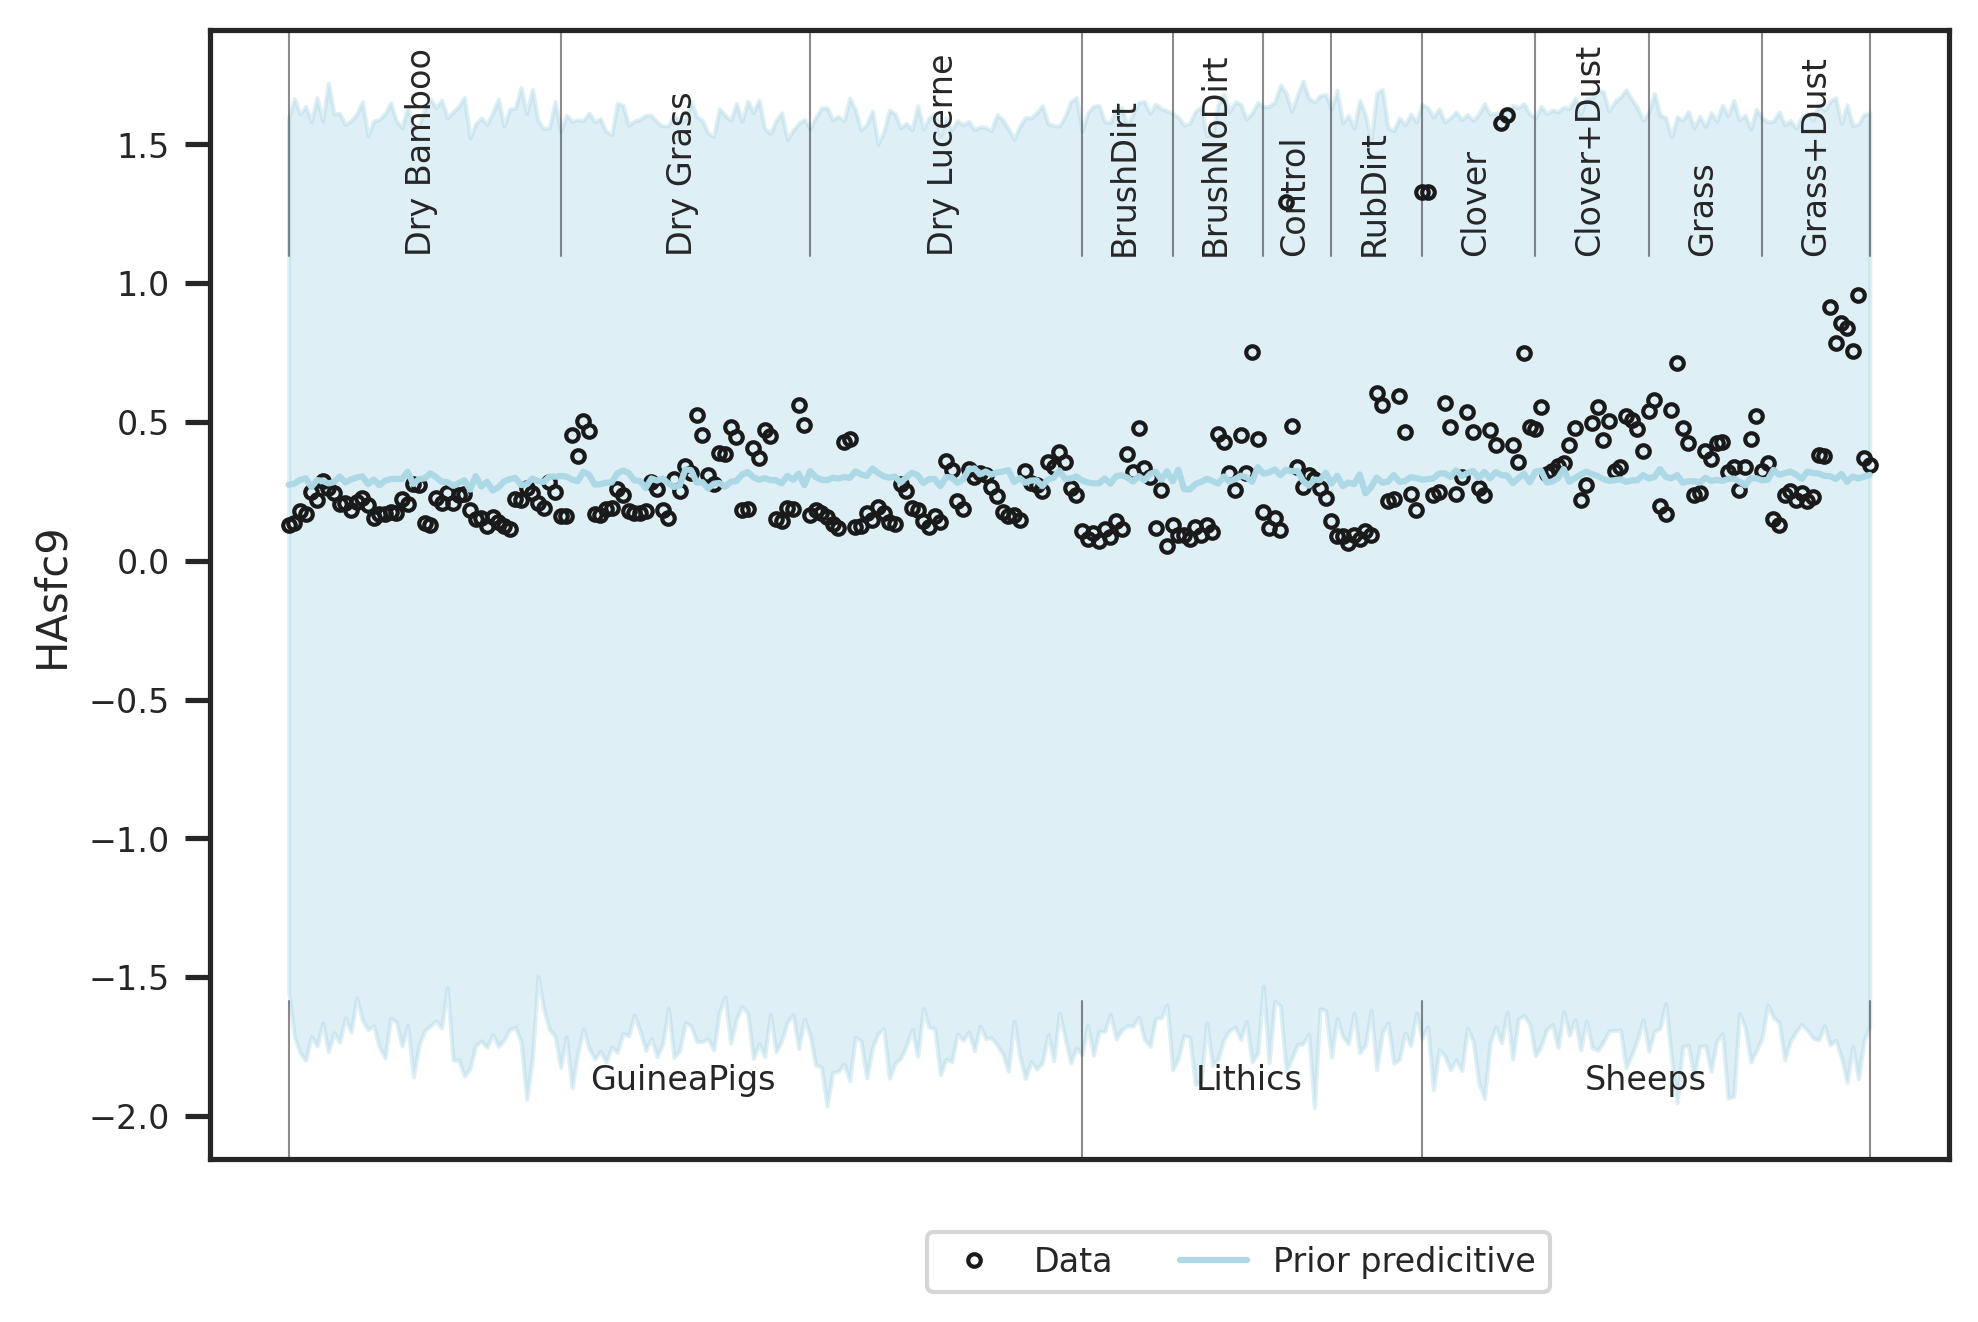 Dry Bamboo
Dry Grass
Dry Lucerne
BrushDirt
BrushNoDirt
Control
RubDirt
Clover
Clover+Dust
Grass
Grass+Dust
1.5
1.0
0.5
0.0
−0.5
−1.0
−1.5
−2.0
HAsfc9
GuineaPigs
Lithics
Sheeps
Data
Prior predicitive